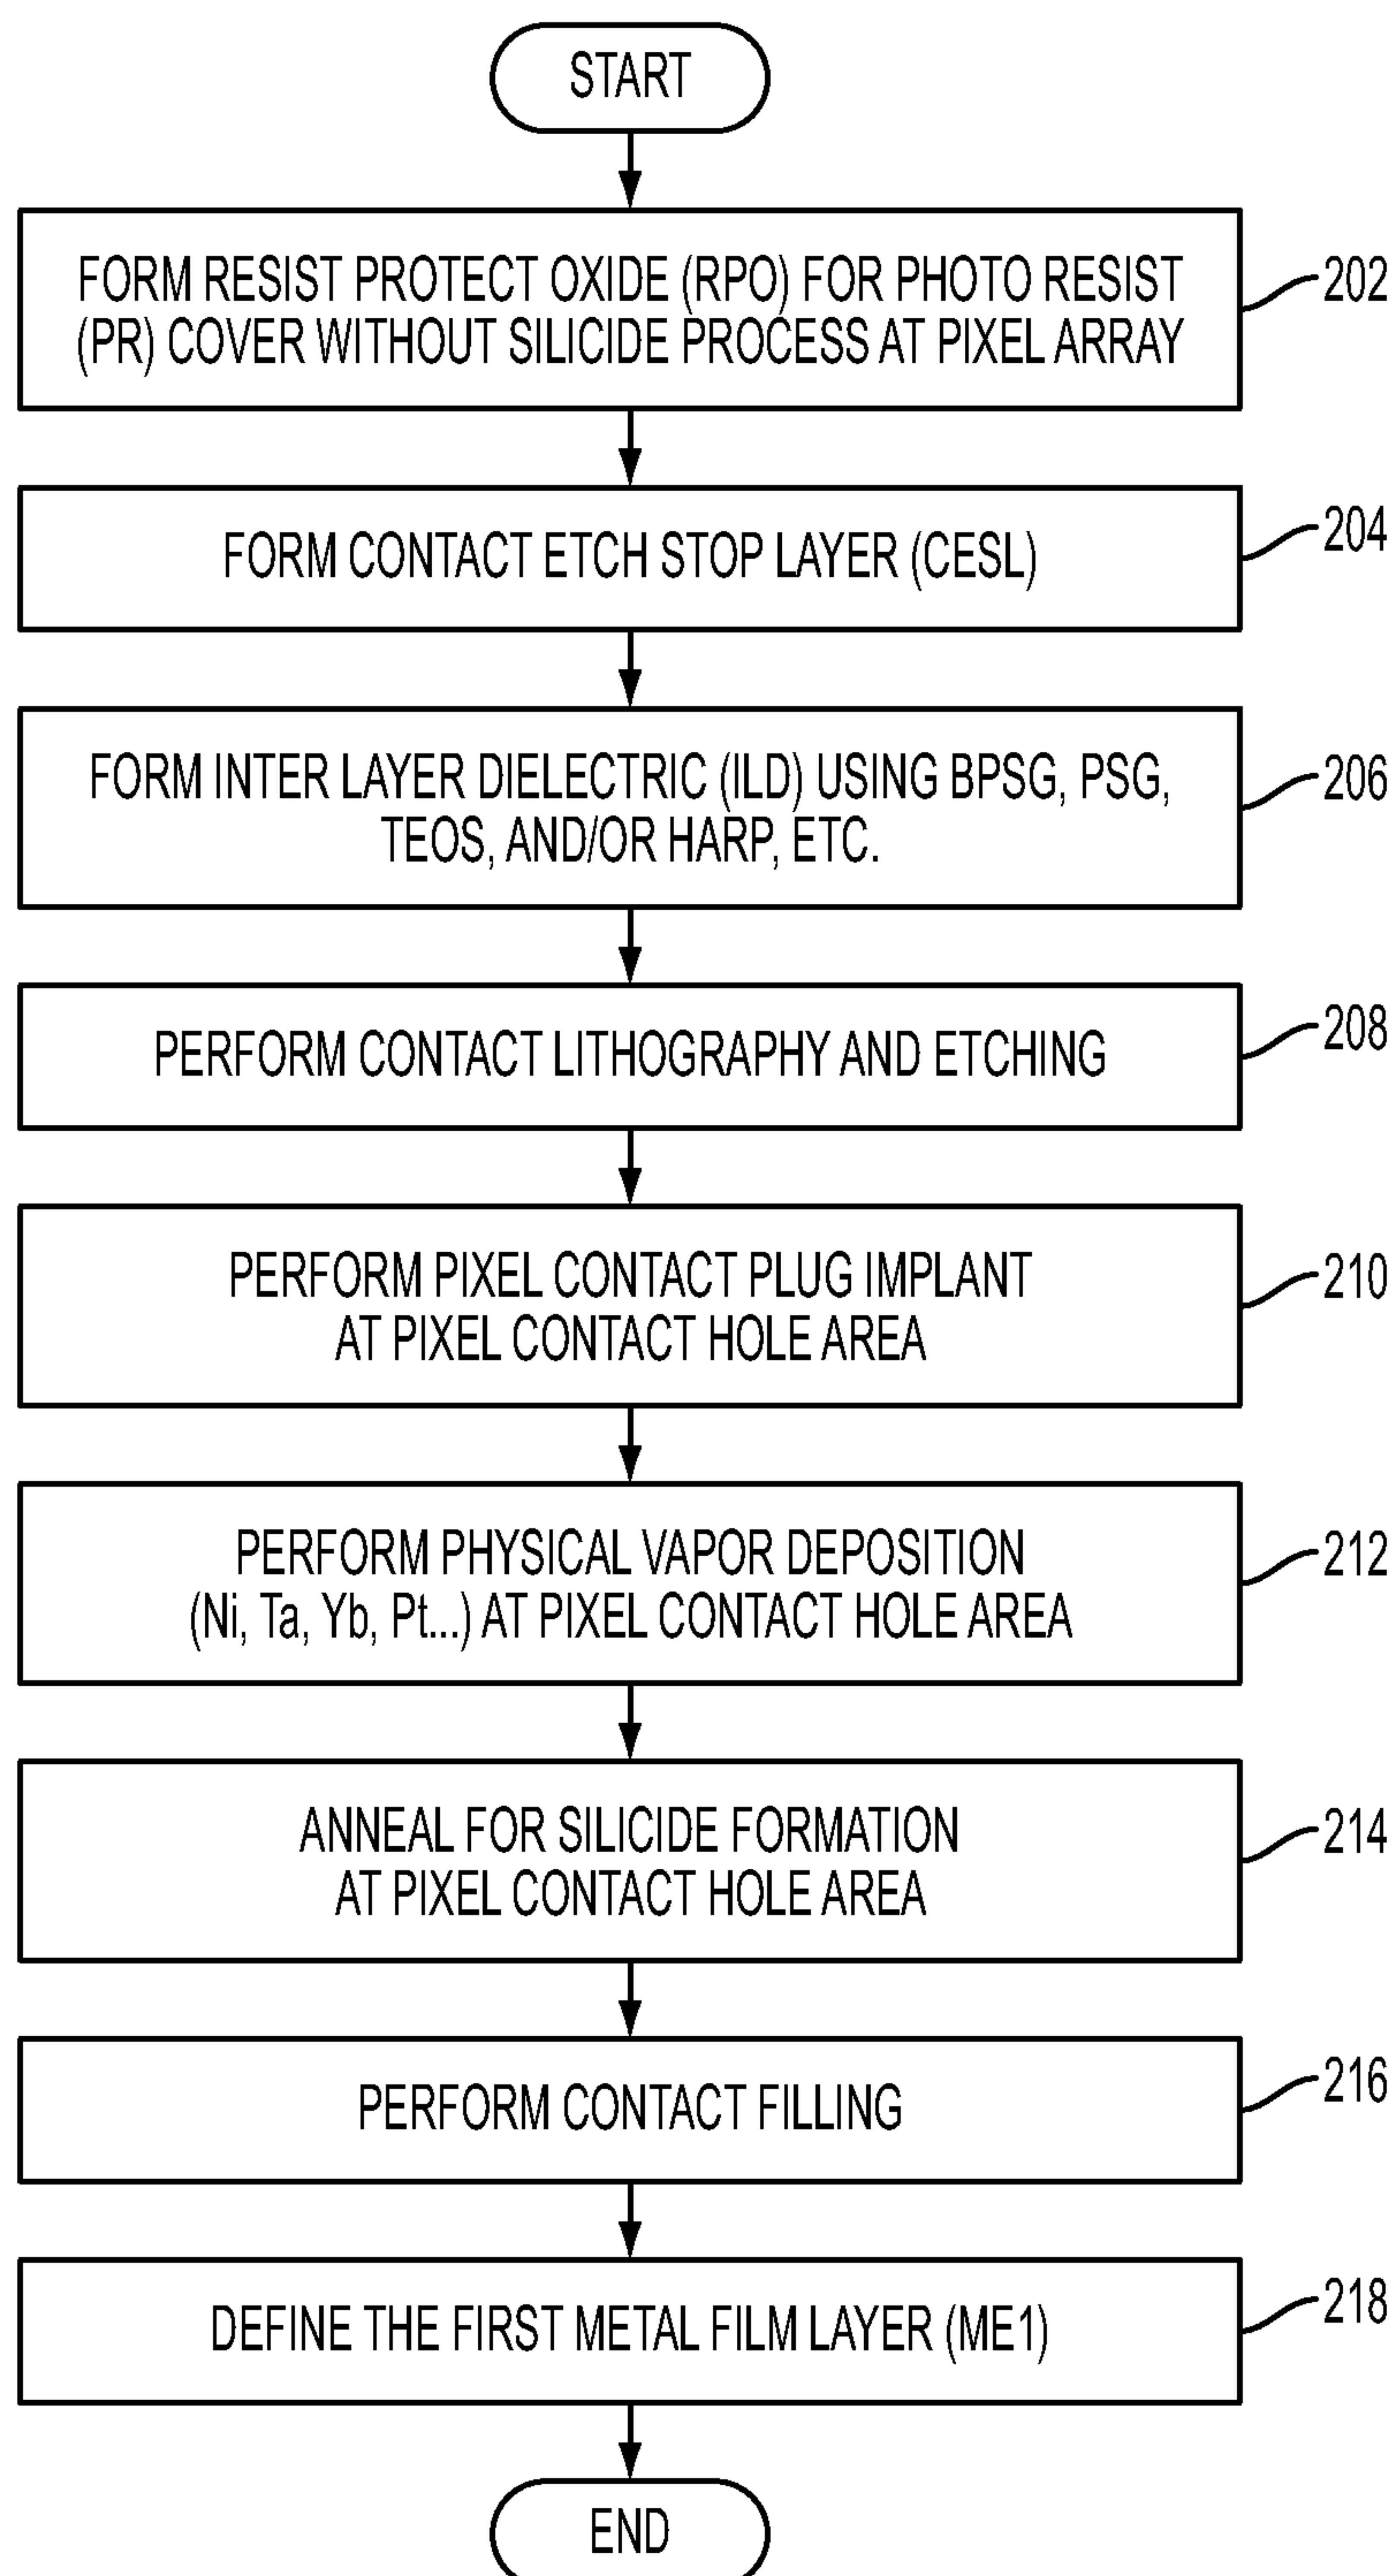 START
FORM RESIST PROTECT OXIDE (RPO) FOR PHOTO RESIST
(PR) COVER WITHOUT SILICIDE PROCESS AT PIXEL ARRAY
202
FORM CONTACT ETCH STOP LAYER (CESL)
204
FORM INTER LAYER DIELECTRIC (ILD) USING BPSG, PSG,
TEOS, AND/OR HARP, ETC.
206
PERFORM CONTACT LITHOGRAPHY AND ETCHING
208
PERFORM PIXEL CONTACT PLUG IMPLANT
AT PIXEL CONTACT HOLE AREA
210
PERFORM PHYSICAL VAPOR DEPOSITION
(Ni, Ta, Yb, Pt...) AT PIXEL CONTACT HOLE AREA
212
ANNEAL FOR SILICIDE FORMATION
AT PIXEL CONTACT HOLE AREA
214
PERFORM CONTACT FILLING
216
DEFINE THE FIRST METAL FILM LAYER (ME1)
218
END